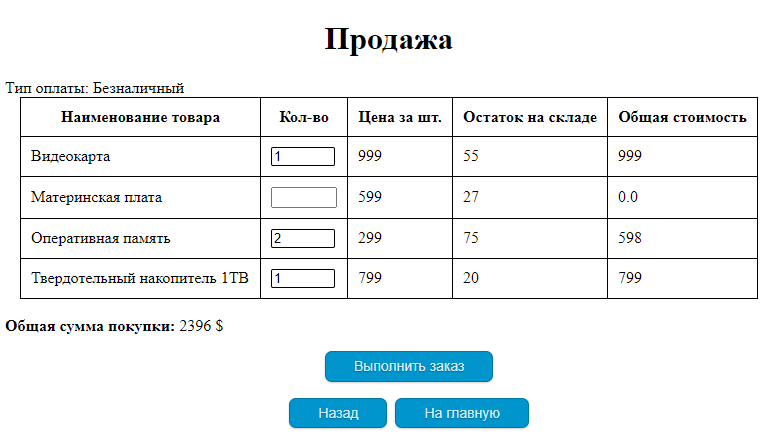 Продажа
Тип оплаты: Безналичный
Наименование товара Кол-во Цена за шт. Остаток на складе Общая стоимость
Видеокарта 1 999 55 999
Материнская плата 599 27 0.0
Оперативная память 2 299 75 598
Твердотельный накопитель 1TB 1 799 20 799
Общая сумма покупки: 2396 $
Выполнить заказ
Назад На главную